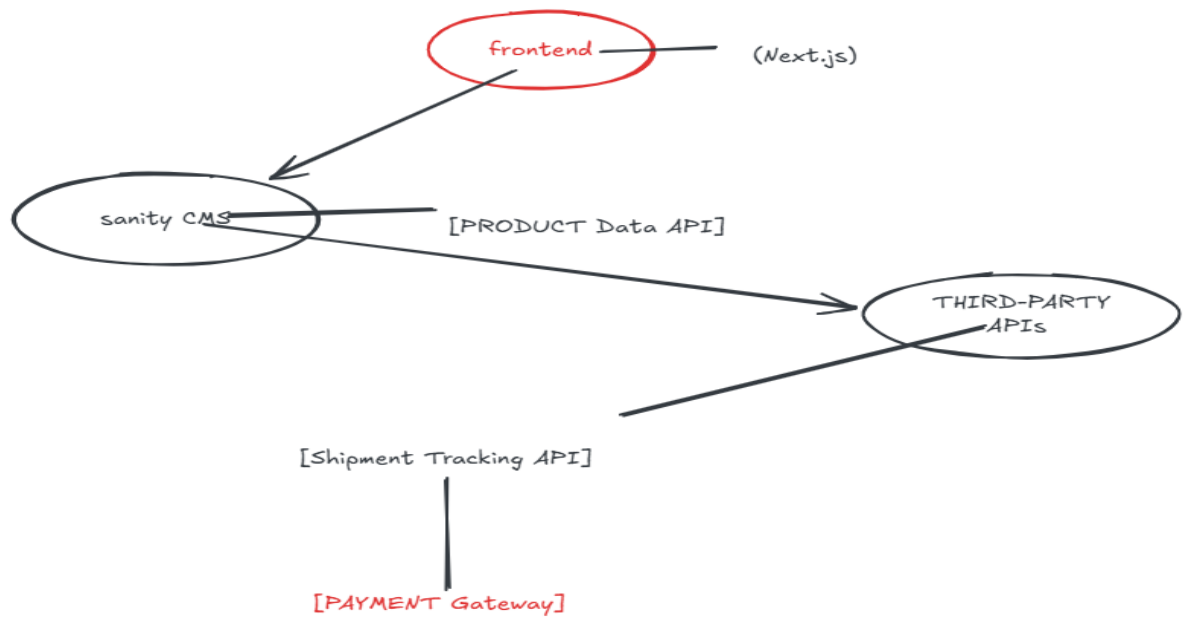 frontend
(Next.js)
sanity CMS
[PRODUCT Data API]
THIRD-PARTY
APIs
[Shipment Tracking API]
[PAYMENT Gateway]